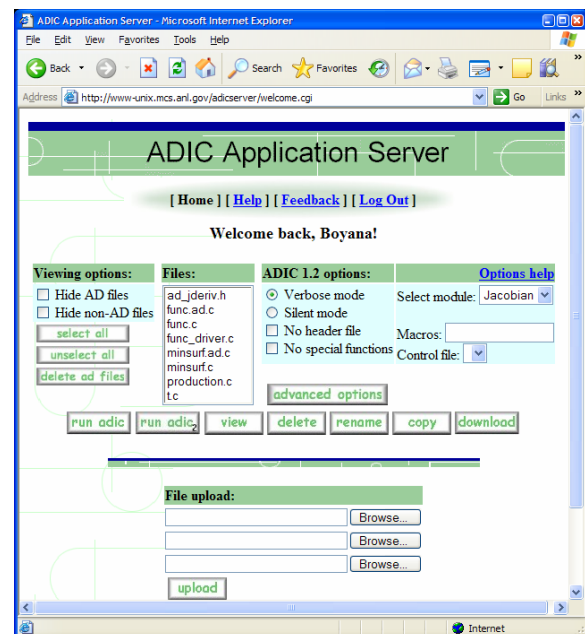 ADIC Application Server - Microsoft Internet Explorer
File Edit View Favorites Tools Help
Back Search Favorites »
Address http://www-unix.mcs.anl.gov/adicserver/welcome.cgi Go Links »
ADIC Application Server
[ Home ] [ Help ] [ Feedback ] [ Log Out ]
Welcome back, Boyana!
Viewing options: Files: ADIC 1.2 options: Options help
Hide AD files
Hide non-AD files
select all
unselect all
delete ad files
ad_jderiv.h
func.ad.c
func.c
func_driver.c
minsurf.ad.c
minsurf.c
production.c
t.c
Verbose mode
Silent mode
No header file
No special functions
advanced options
Select module: Jacobian
Macros:
Control file:
run adic run adic2 view delete rename copy download
File upload:
Browse...
Browse...
Browse...
upload
Internet